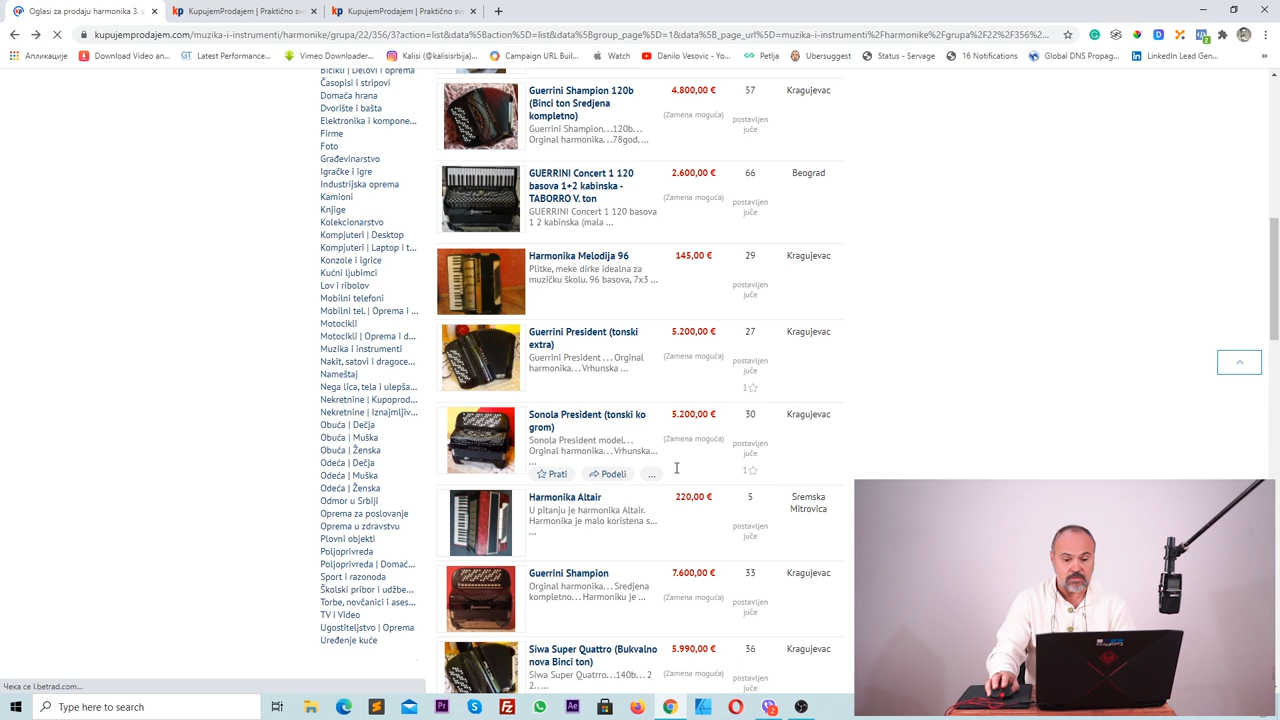 Oglasi za prodaju harmonika 3. s
KupujemProdajem | Praktično sv
KupujemProdajem | Praktično sv
kupujemprodajem.com/muzika-i-instrumenti/harmonike/grupa/22/356/3?action=list&data%5Baction%5D=list&data%5Bgroup_page%5D=1&data%5B_page_url%5D=muzika-i-instrumenti%2Fharmonike%2Fgrupa%2F22%2F356%2...
Апликације
Download Video an...
Latest Performance...
Vimeo Downloader...
Kalisi (@kalisisrbija)...
Campaign URL Buil...
Watch
Danilo Vesovic - Yo...
Petlja
Ubersuggest
Status - Sensage
16 Notifications
Global DNS Propag...
LinkedIn Lead Gen...
Bicikli | Delovi i oprema
Časopisi i stripovi
Domaća hrana
Dvorište i bašta
Elektronika i kompone...
Firme
Foto
Građevinarstvo
Igračke i igre
Industrijska oprema
Kamioni
Knjige
Kolekcionarstvo
Kompjuteri | Desktop
Kompjuteri | Laptop i t...
Konzole i igrice
Kućni ljubimci
Lov i ribolov
Mobilni telefoni
Mobilni tel. | Oprema i ...
Motocikli
Motocikli | Oprema i d...
Muzika i instrumenti
Nakit, satovi i dragoce...
Nameštaj
Nega lica, tela i ulepša...
Nekretnine | Kupoprod...
Nekretnine | Iznajmljiv...
Obuća | Dečja
Obuća | Muška
Obuća | Ženska
Odeća | Dečja
Odeća | Muška
Odeća | Ženska
Odmor u Srbiji
Oprema za poslovanje
Oprema u zdravstvu
Plovni objekti
Poljoprivreda
Poljoprivreda | Domać...
Sport i razonoda
Školski pribor i udžbe...
Torbe, novčanici i ases...
TV i Video
Ugostiteljstvo | Oprema
Uređenje kuće
Guerrini Shampion 120b
(Binci ton Sredjena
kompletno)
Guerrini Shampion. . .120b. . .
Orginal harmonika. . .78god. ...
4.800,00 €
(Zamena moguća)
57
postavljen
juče
Kragujevac
GUERRINI Concert 1 120
basova 1+2 kabinska -
TABORRO V. ton
GUERRINI Concert 1 120 basova
1 2 kabinska (mala ...
2.600,00 €
(Zamena moguća)
66
postavljen
juče
Beograd
Harmonika Melodija 96
Plitke, meke dirke idealna za
muzičku školu. 96 basova, 7x3 ...
145,00 €
29
postavljen
juče
Kragujevac
Guerrini President (tonski
extra)
Guerrini President . . . Orginal
harmonika. . . Vrhunska ...
5.200,00 €
(Zamena moguća)
27
postavljen
juče
1
Kragujevac
Sonola President (tonski ko
grom)
Sonola President model. . .
Orginal harmonika. . . Vrhunska...
...
Prati
Podeli
...
5.200,00 €
(Zamena moguća)
30
postavljen
juče
1
Kragujevac
Harmonika Altair
U pitanju je harmonika Altair.
Harmonika je malo koristena s...
...
220,00 €
5
postavljen
juče
Sremska
Mitrovica
Guerrini Shampion
Orginal harmonika. . . Sredjena
kompletno. . . Harmoniku je ...
7.600,00 €
(Zamena moguća)
33
postavljen
juče
Kragujevac
Siwa Super Quattro (Bukvalno
nova Binci ton)
Siwa Super Quatrro. . .140b. . . 2
2. . ...
5.990,00 €
(Zamena moguća)
36
postavljen
juče
Kragujevac
Чека се l.betrad.com...
Type here to search